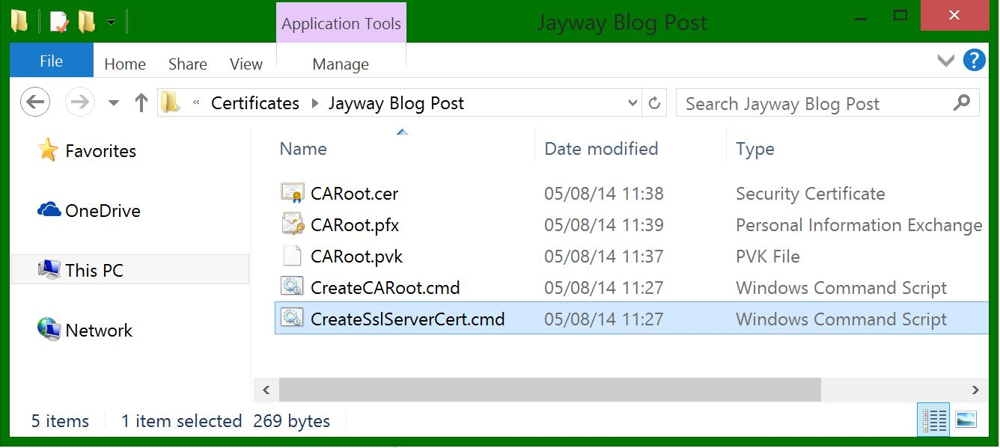 Application Tools Jayway Blog Post
File Home Share View Manage
« Certificates Jayway Blog Post Search Jayway Blog Post
Name Date modified Type
Favorites
OneDrive
This PC
Network
CARoot.cer 05/08/14 11:38 Security Certificate
CARoot.pfx 05/08/14 11:39 Personal Information Exchange
CARoot.pvk 05/08/14 11:37 PVK File
CreateCARoot.cmd 05/08/14 11:27 Windows Command Script
CreateSslServerCert.cmd 05/08/14 11:27 Windows Command Script
5 items 1 item selected 269 bytes